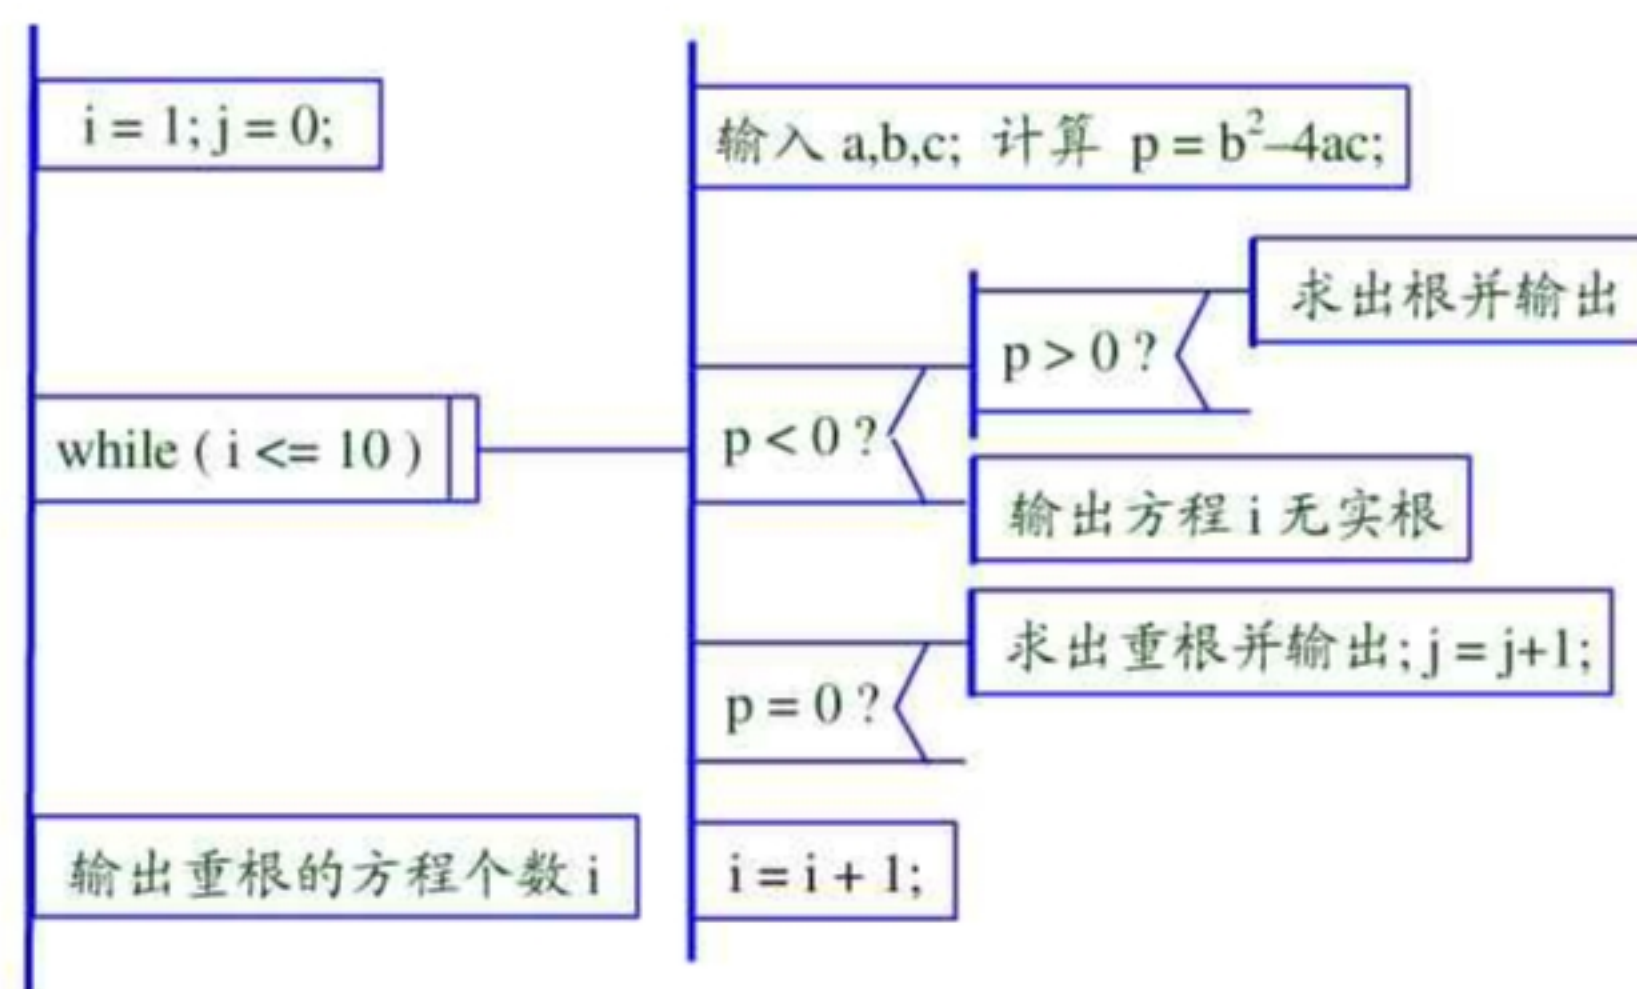 i = 1; j = 0;
输入 a,b,c; 计算 p = b²–4ac;
求出根并输出
p > 0 ?
while ( i <= 10 )
p < 0 ?
输出方程 i 无实根
求出重根并输出; j = j+1;
p = 0 ?
输出重根的方程个数 i
i = i + 1;